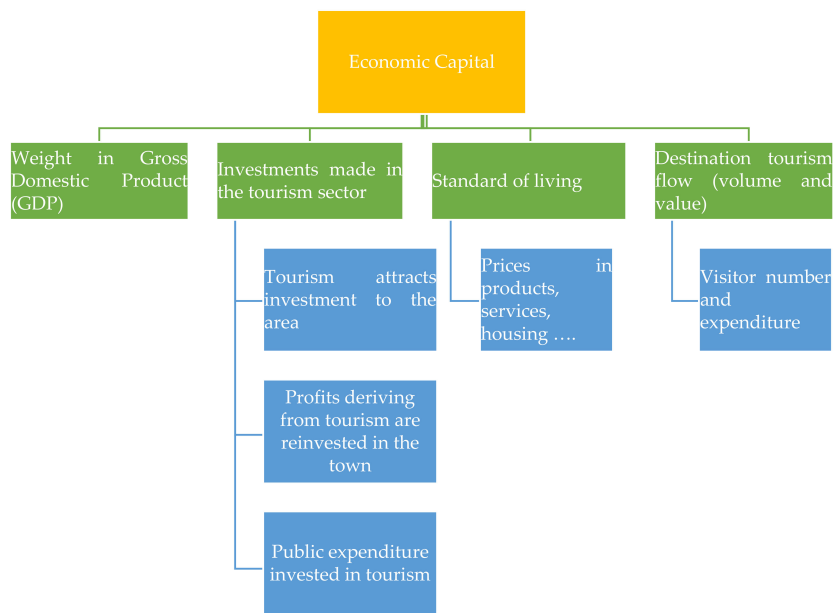 Economic Capital
Weight in Gross
Domestic Product
(GDP)
Investments made in
the tourism sector
Standard of living
Destination tourism
flow (volume and
value)
Tourism attracts
investment to the
area
Prices in
products,
services,
housing ….
Visitor number
and
expenditure
Profits deriving
from tourism are
reinvested in the
town
Public expenditure
invested in tourism